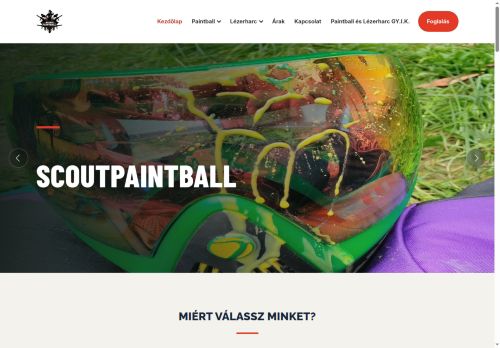 Kezdőlap Paintball Lézerharc Árak Kapcsolat Paintball és Lézerharc GY.I.K. Foglalás
SCOUTPAINTBALL
MIÉRT VÁLASSZ MINKET?